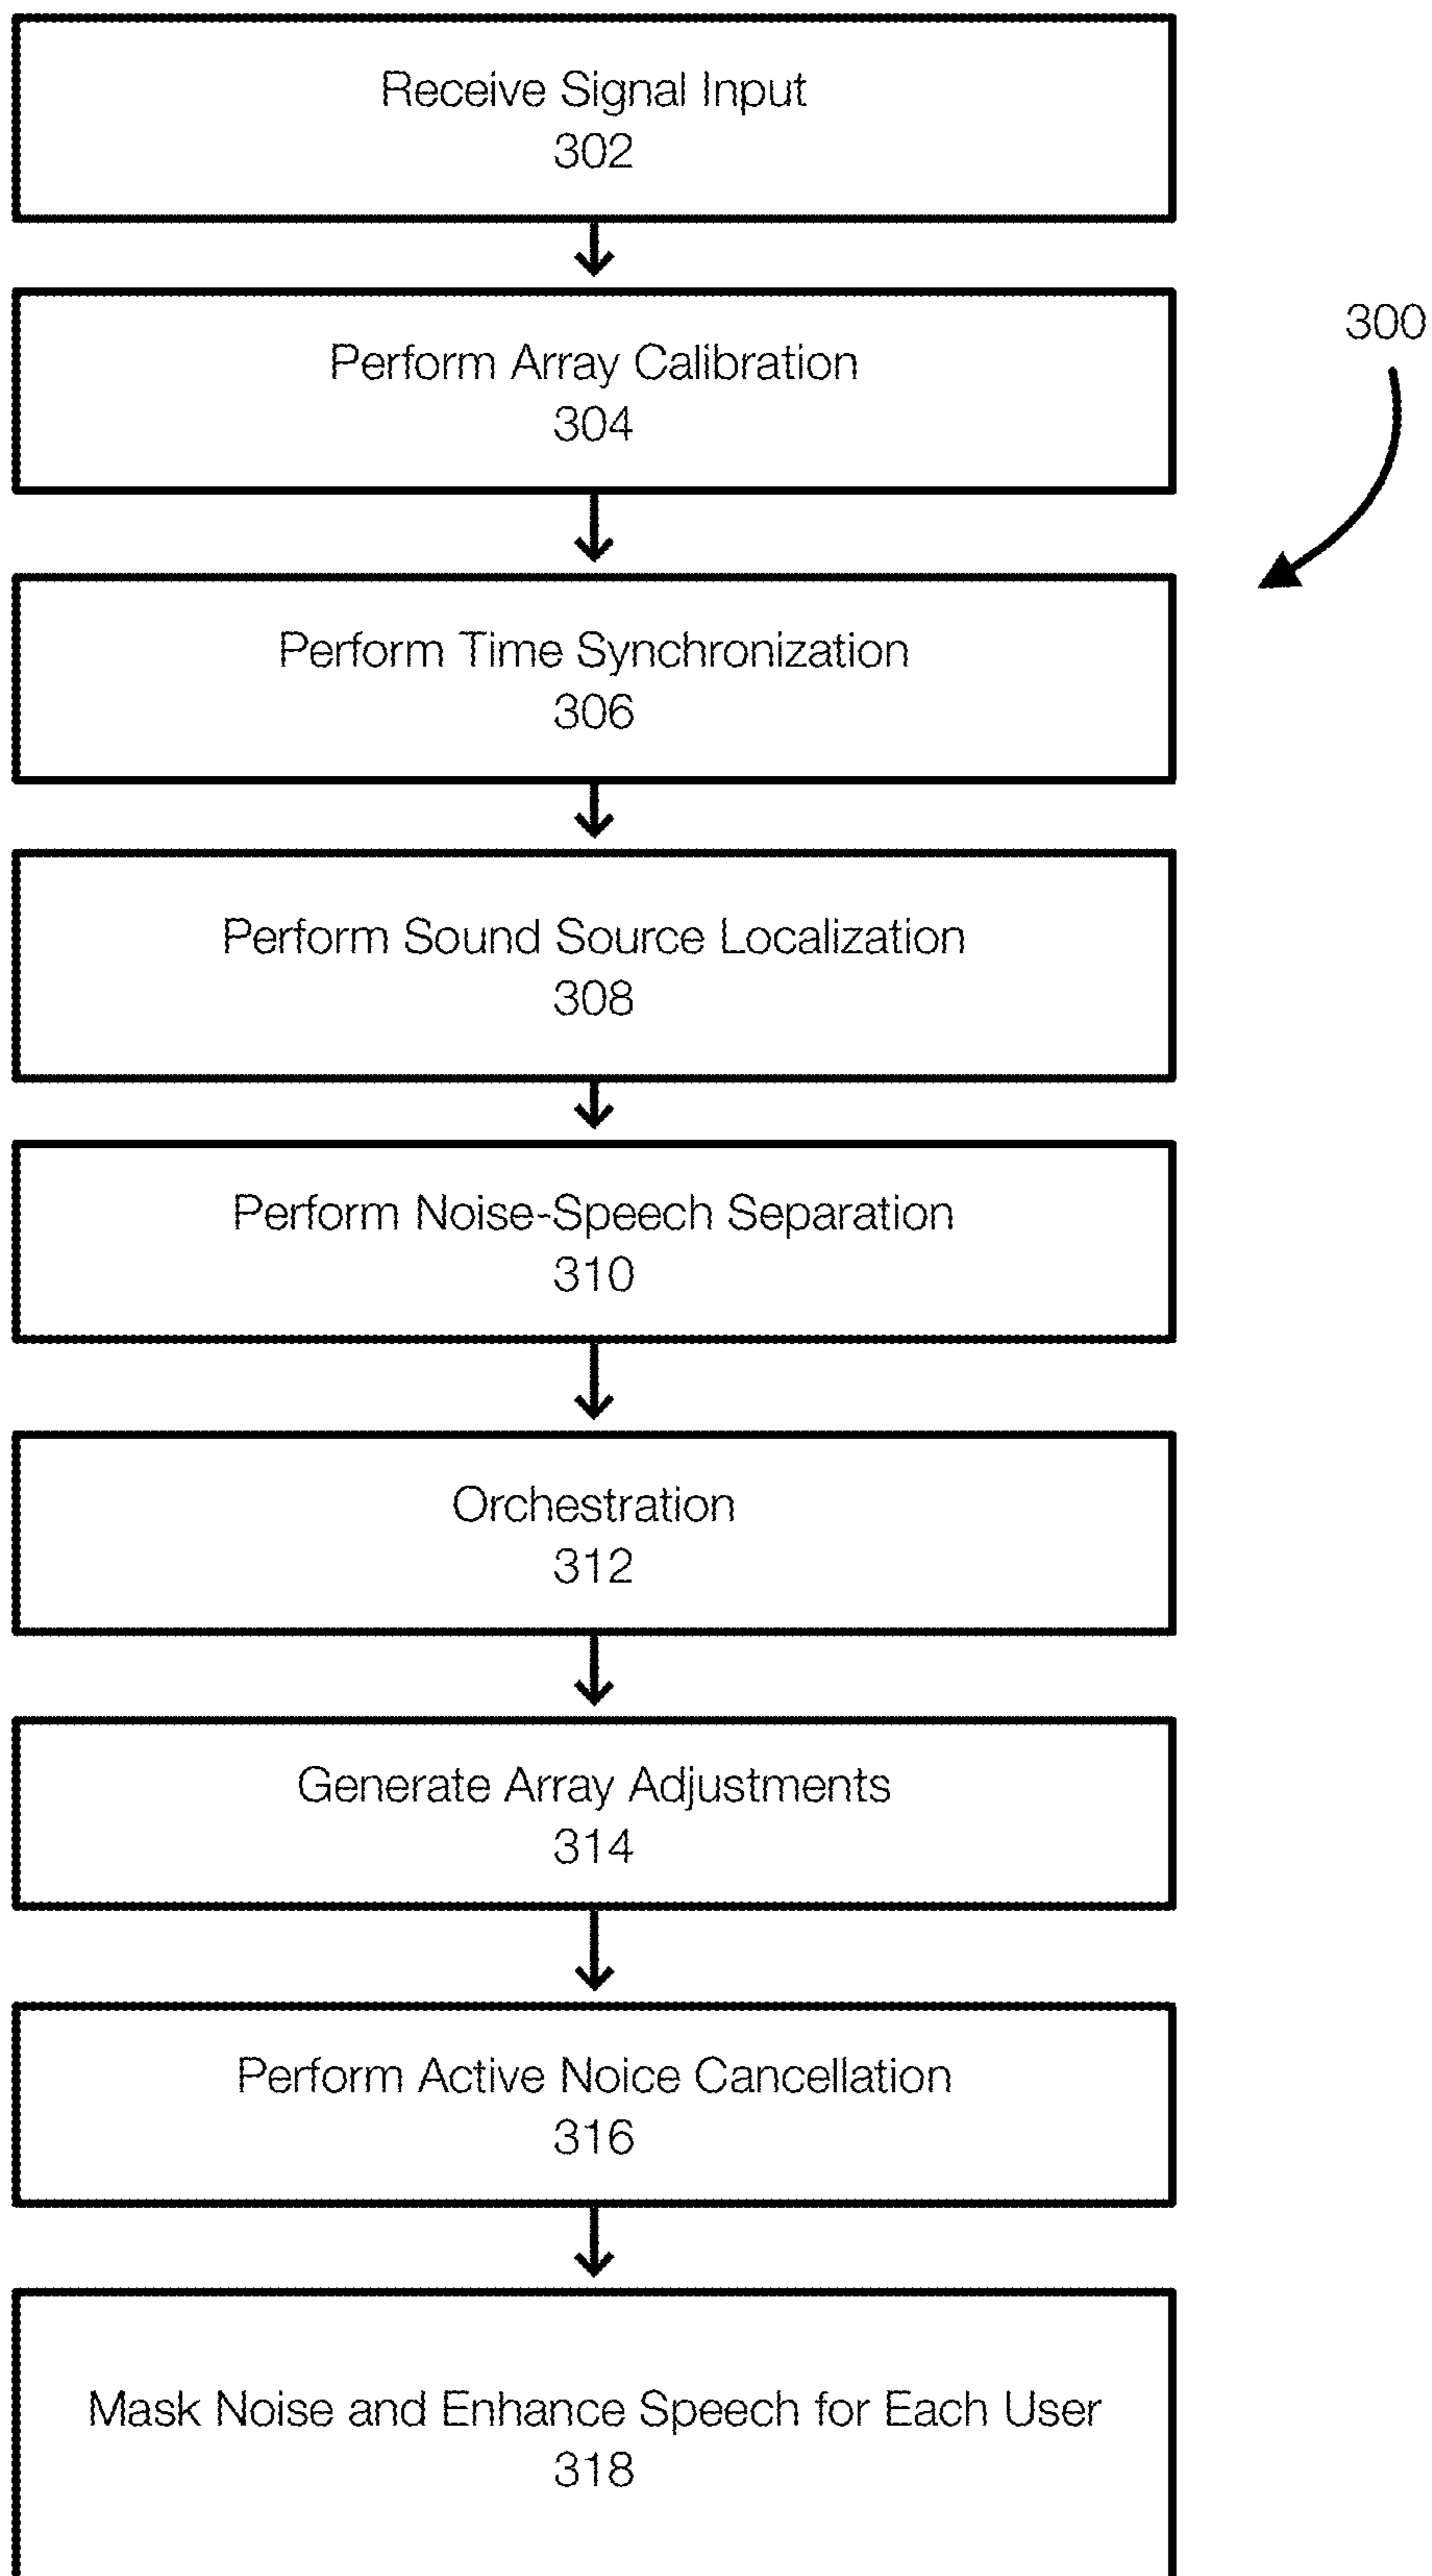 Receive Signal Input
302
Perform Array Calibration
304
300
Perform Time Synchronization
306
Perform Sound Source Localization
308
Perform Noise-Speech Separation
310
Orchestration
312
Generate Array Adjustments
314
Perform Active Noice Cancellation
316
Mask Noise and Enhance Speech for Each User
318